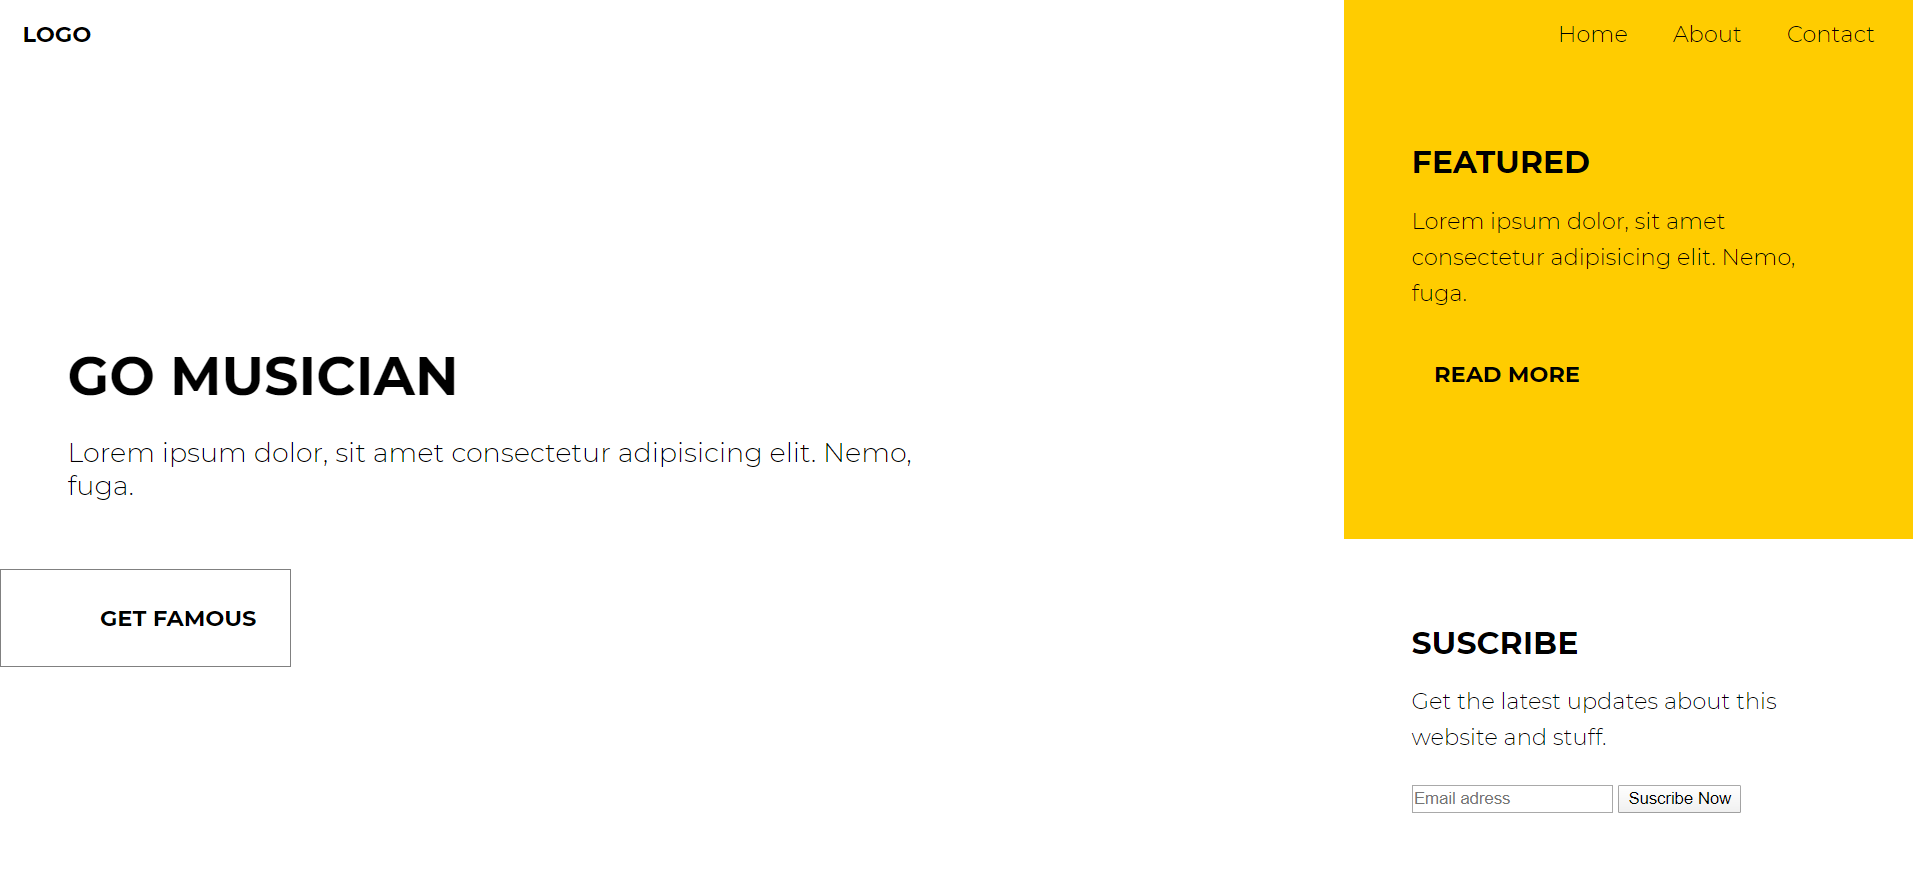 LOGO
Home About Contact
GO MUSICIAN
Lorem ipsum dolor, sit amet consectetur adipisicing elit. Nemo,
fuga.
GET FAMOUS
FEATURED
Lorem ipsum dolor, sit amet
consectetur adipisicing elit. Nemo,
fuga.
READ MORE
SUSCRIBE
Get the latest updates about this
website and stuff.
Email adress Suscribe Now